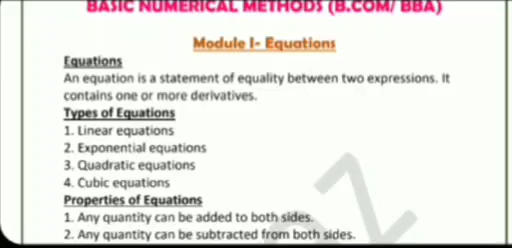 BASIC NUMERICAL METHODS (B.COM/ BBA)
Module I- Equations
Equations
An equation is a statement of equality between two expressions. It
contains one or more derivatives.
Types of Equations
1. Linear equations
2. Exponential equations
3. Quadratic equations
4. Cubic equations
Properties of Equations
1. Any quantity can be added to both sides.
2. Any quantity can be subtracted from both sides.